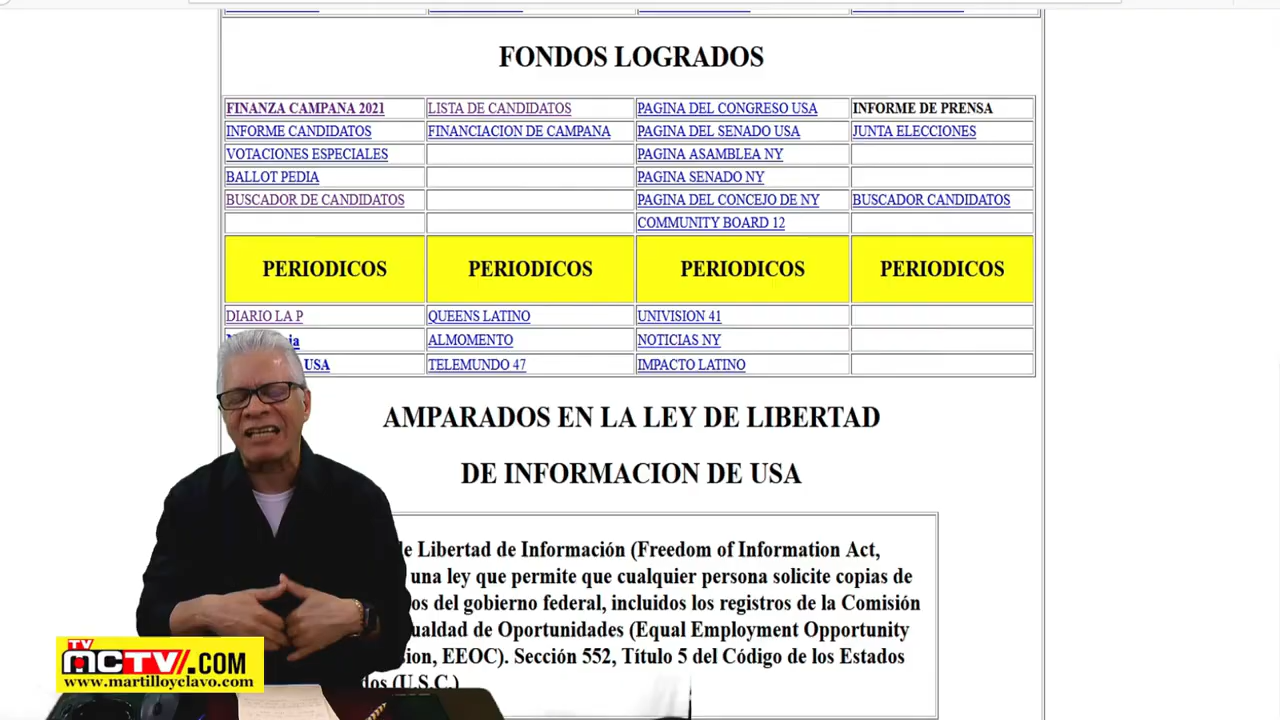 FONDOS LOGRADOS
FINANZA CAMPANA 2021 LISTA DE CANDIDATOS PAGINA DEL CONGRESO USA INFORME DE PRENSA
INFORME CANDIDATOS FINANCIACION DE CAMPANA PAGINA DEL SENADO USA JUNTA ELECCIONES
VOTACIONES ESPECIALES PAGINA ASAMBLEA NY
BALLOT PEDIA PAGINA SENADO NY
BUSCADOR DE CANDIDATOS PAGINA DEL CONCEJO DE NY BUSCADOR CANDIDATOS
COMMUNITY BOARD 12
PERIODICOS PERIODICOS PERIODICOS PERIODICOS
DIARIO LA P QUEENS LATINO UNIVISION 41
ALMOMENTO NOTICIAS NY
USA TELEMUNDO 47 IMPACTO LATINO
AMPARADOS EN LA LEY DE LIBERTAD
DE INFORMACION DE USA
de Libertad de Información (Freedom of Information Act,
una ley que permite que cualquier persona solicite copias de
os del gobierno federal, incluidos los registros de la Comisión
ualdad de Oportunidades (Equal Employment Opportunity
sion, EEOC). Sección 552, Título 5 del Código de los Estados
dos (U.S.C.)
TV
MCTV.COM
www.martilloyclavo.com